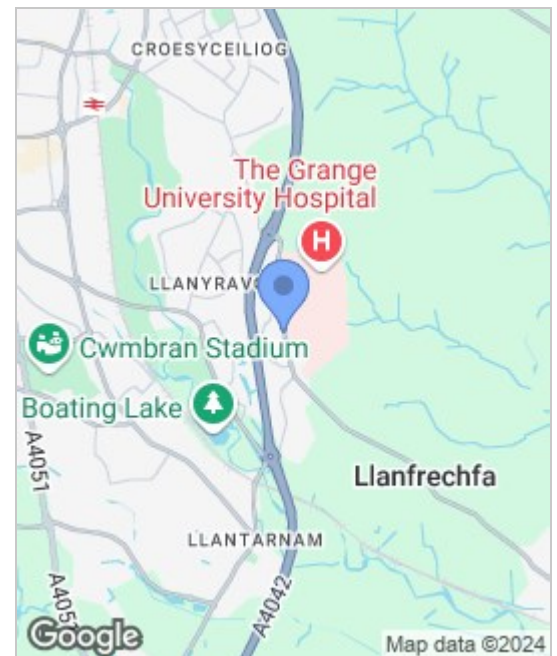 CROESYCEILIOG
The Grange
University Hospital
H
LLANYRAV
Cwmbran Stadium
Boating Lake
A4051
Llanfrechfa
LLANTARNAM
A4051
A4042
Google
Map data ©2024